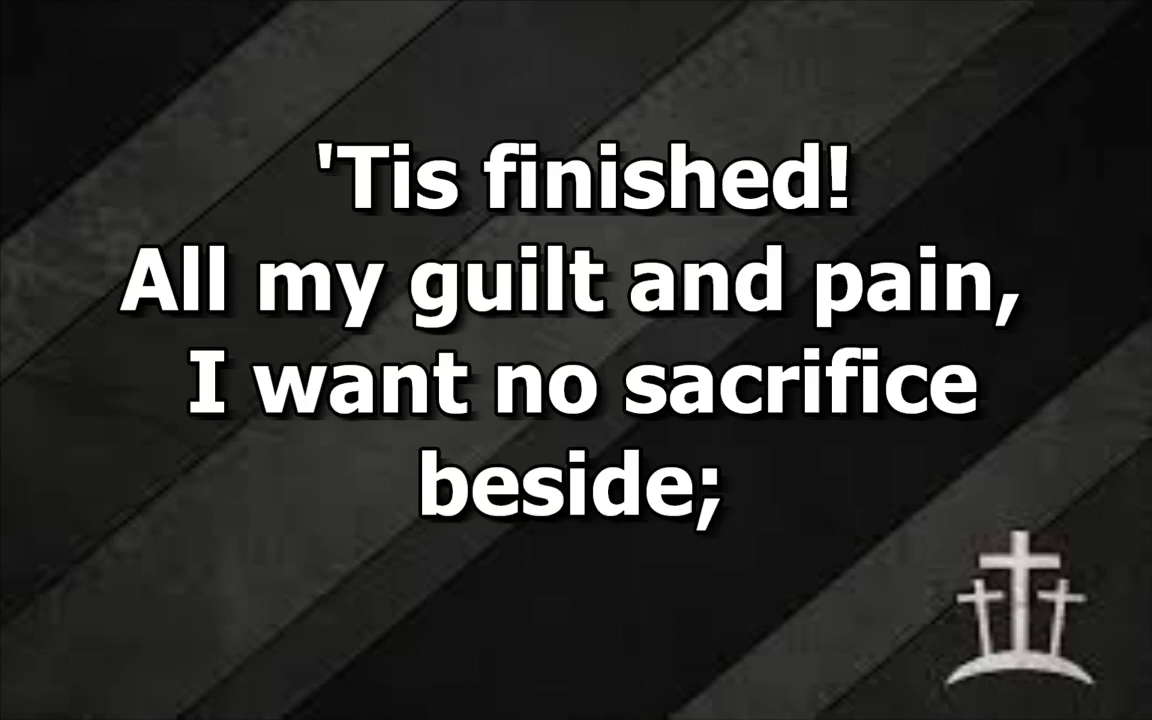 'Tis finished!
All my guilt and pain,
I want no sacrifice
beside;